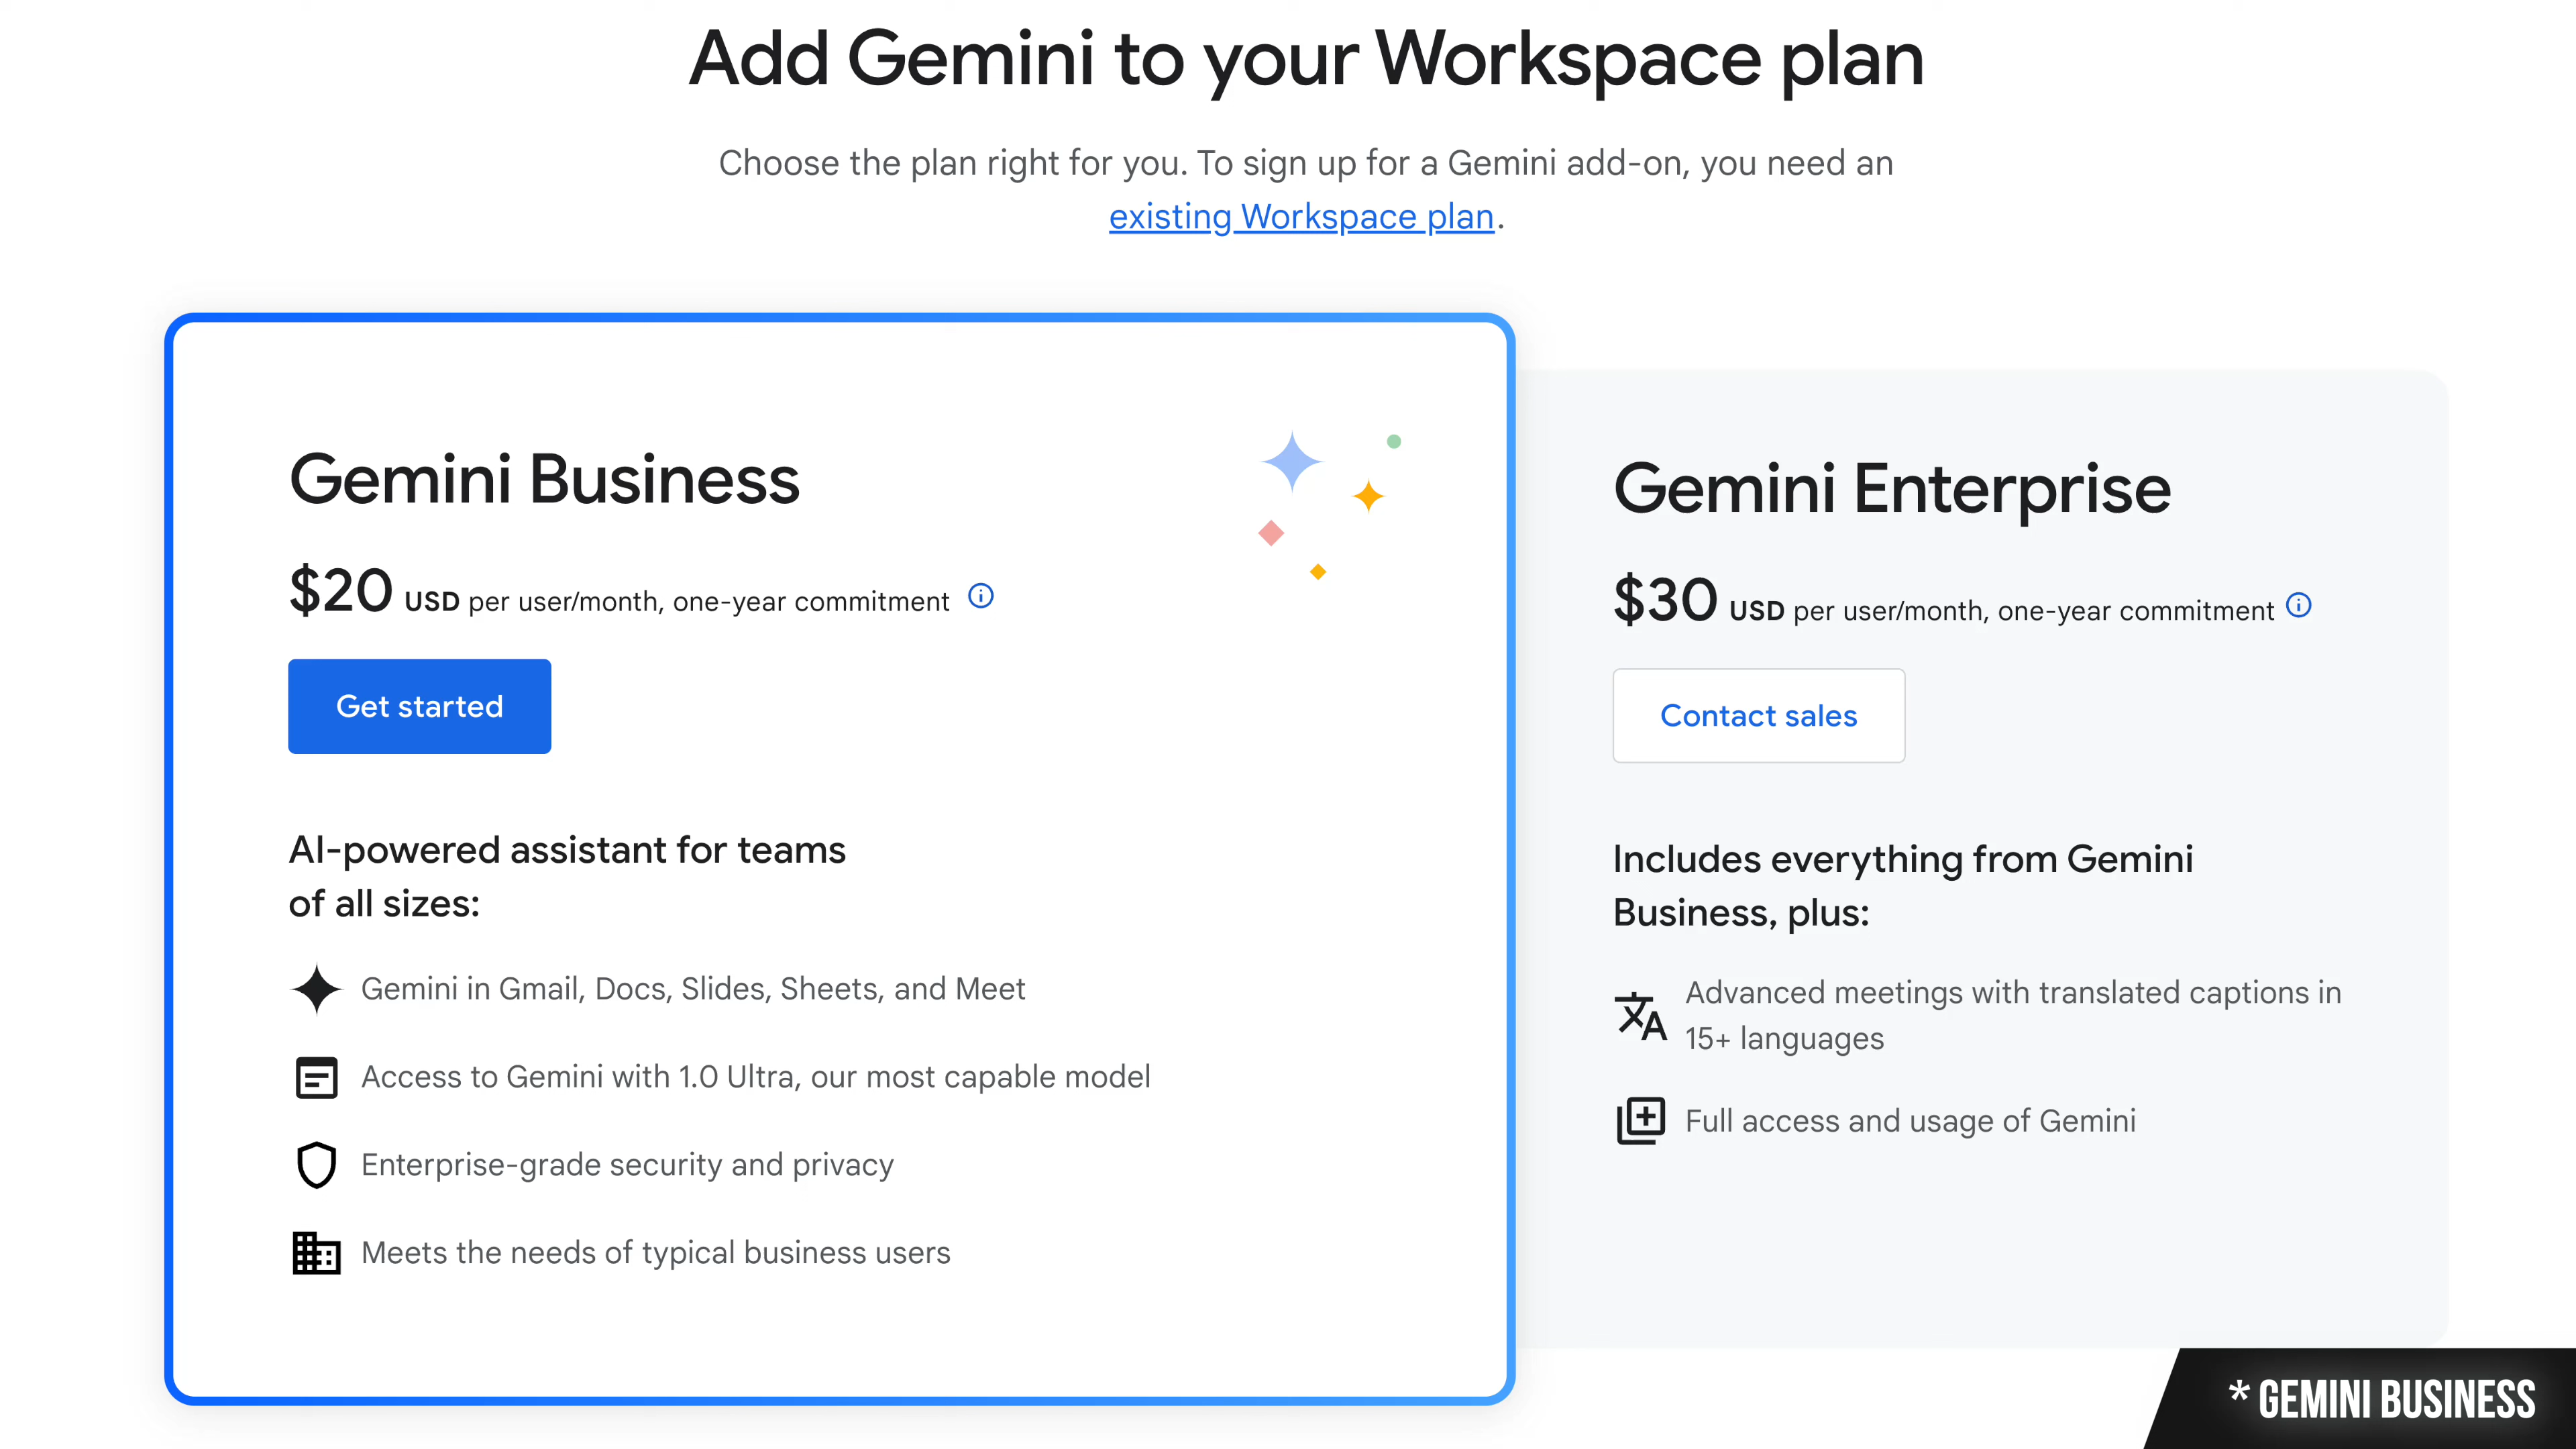 Add Gemini to your Workspace plan
Choose the plan right for you. To sign up for a Gemini add-on, you need an
existing Workspace plan.
Gemini Business
$20 USD per user/month, one-year commitment
Get started
AI-powered assistant for teams
of all sizes:
Gemini in Gmail, Docs, Slides, Sheets, and Meet
Access to Gemini with 1.0 Ultra, our most capable model
Enterprise-grade security and privacy
Meets the needs of typical business users
Gemini Enterprise
$30 USD per user/month, one-year commitment
Contact sales
Includes everything from Gemini
Business, plus:
Advanced meetings with translated captions in
15+ languages
Full access and usage of Gemini
* GEMINI BUSINESS